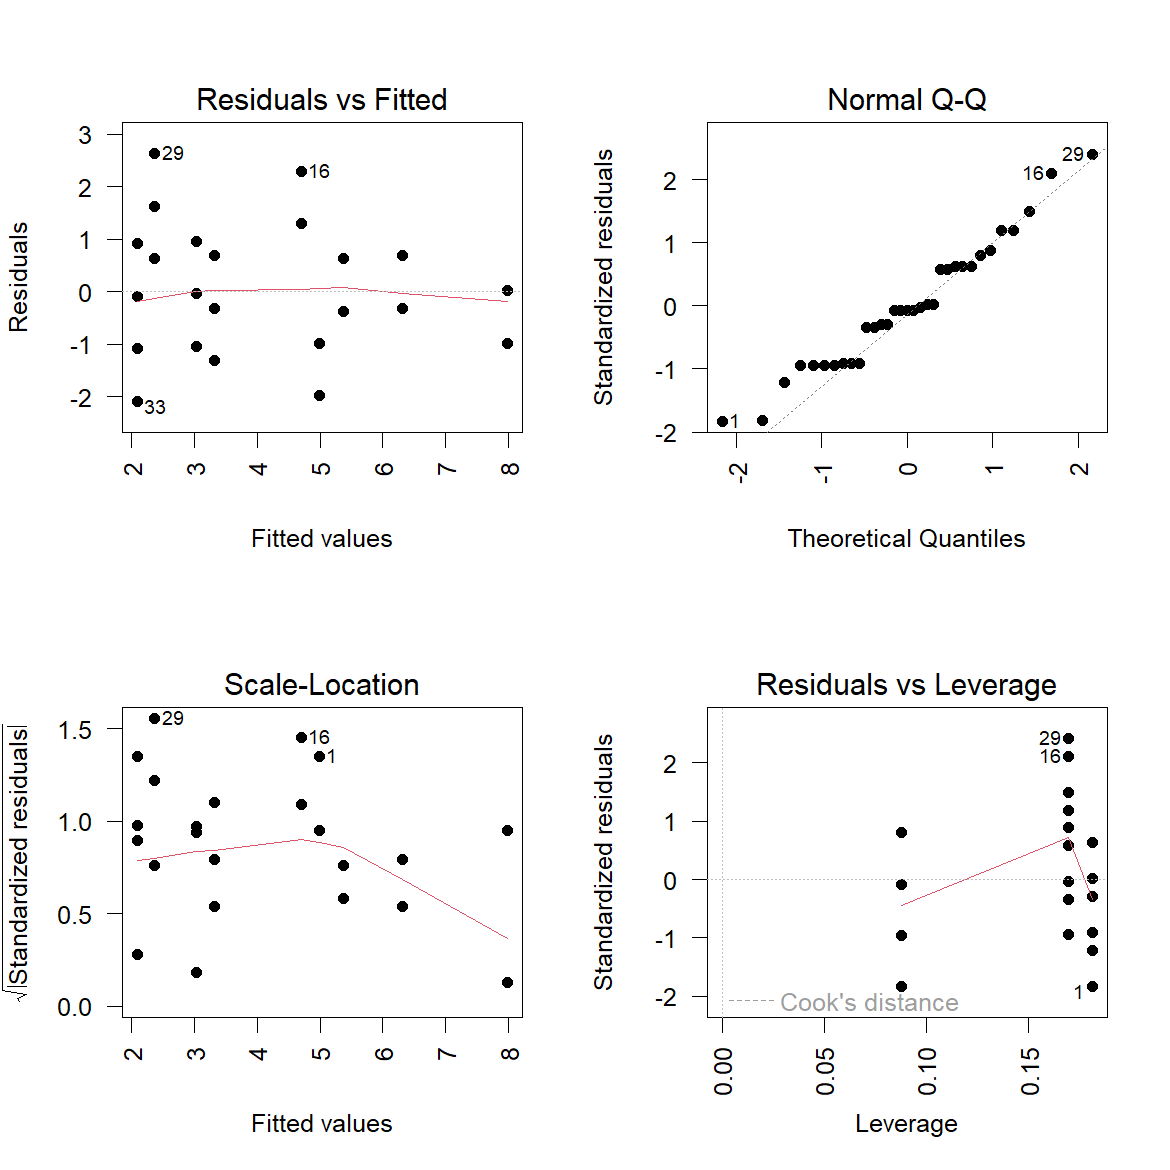 Residuals vs Fitted
Residuals
3
2
1
0
-1
-2
29
16
33
2 3 4 5 6 7 8
Fitted values
Normal Q-Q
Standardized residuals
2
1
0
-1
-2
29
16
1
-2 -1 0 1 2
Theoretical Quantiles
Scale-Location
√|Standardized residuals|
1.5
1.0
0.5
0.0
29
16
1
2 3 4 5 6 7 8
Fitted values
Residuals vs Leverage
Standardized residuals
2
1
0
-1
-2
29
16
1
Cook's distance
0.00 0.05 0.10 0.15
Leverage